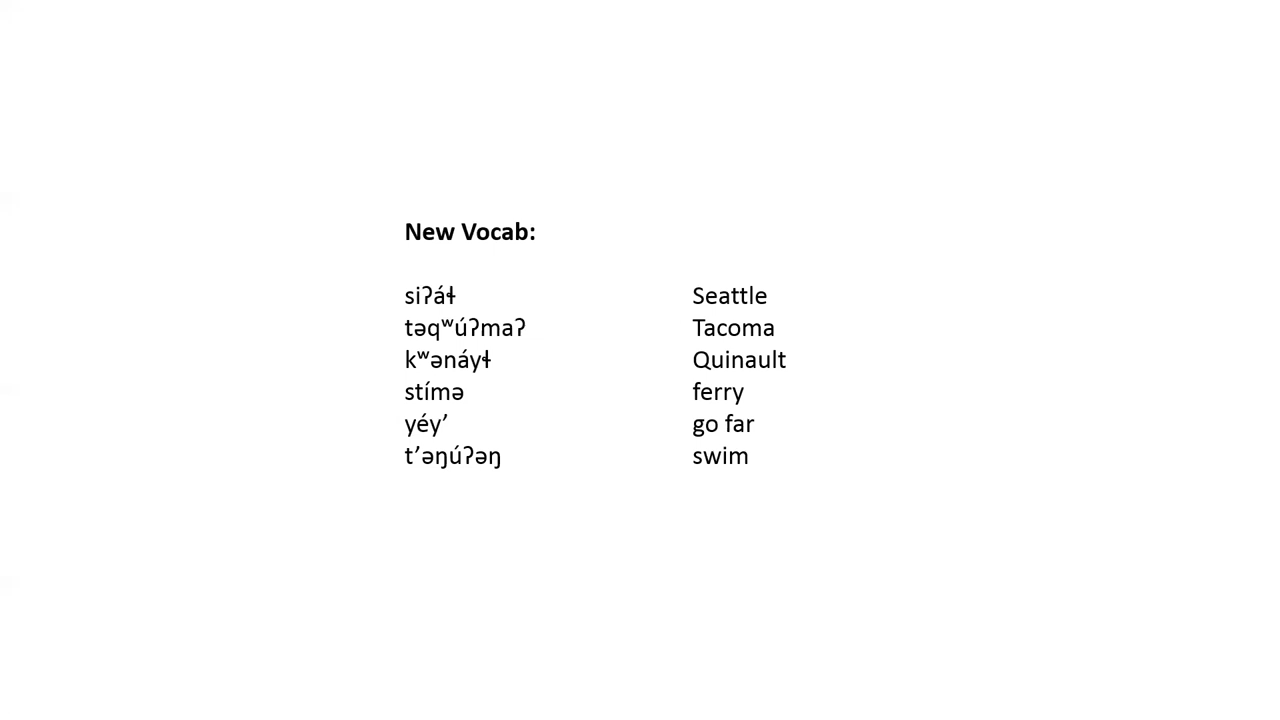 New Vocab:
siʔáɬ Seattle
təqʷúʔmaʔ Tacoma
kʷənáyɬ Quinault
stímə ferry
yéy’ go far
t’əŋúʔəŋ swim